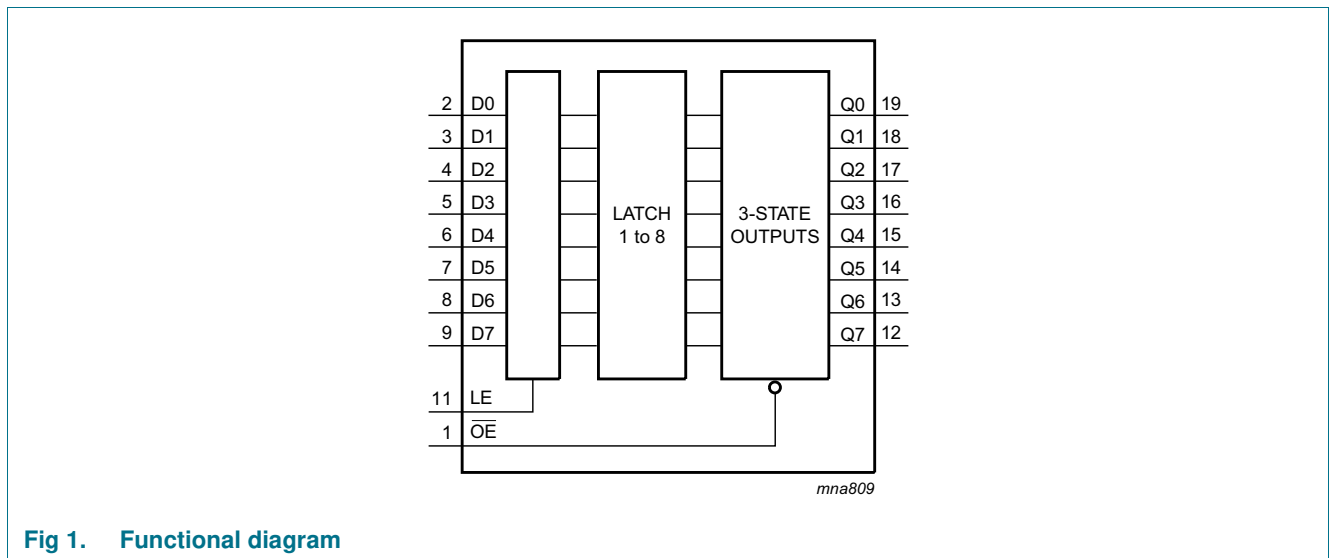 2 D0 Q0 19
3 D1 Q1 18
4 D2 Q2 17
5 D3 Q3 16
6 D4 LATCH 3-STATE Q4 15
1 to 8 OUTPUTS
7 D5 Q5 14
8 D6 Q6 13
9 D7 Q7 12
11 LE
1 O̅E̅
mna809
Fig 1. Functional diagram